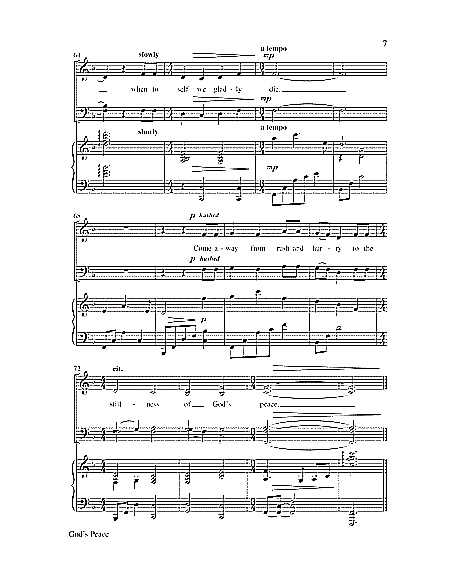 7
64
slowly
a tempo
mp
when to self we glad - ly die.
mp
slowly
a tempo
mp
68
p hushed
Come a - way from rush and hur - ry to the
p hushed
p
72
rit.
still - ness of God's peace.
God's Peace